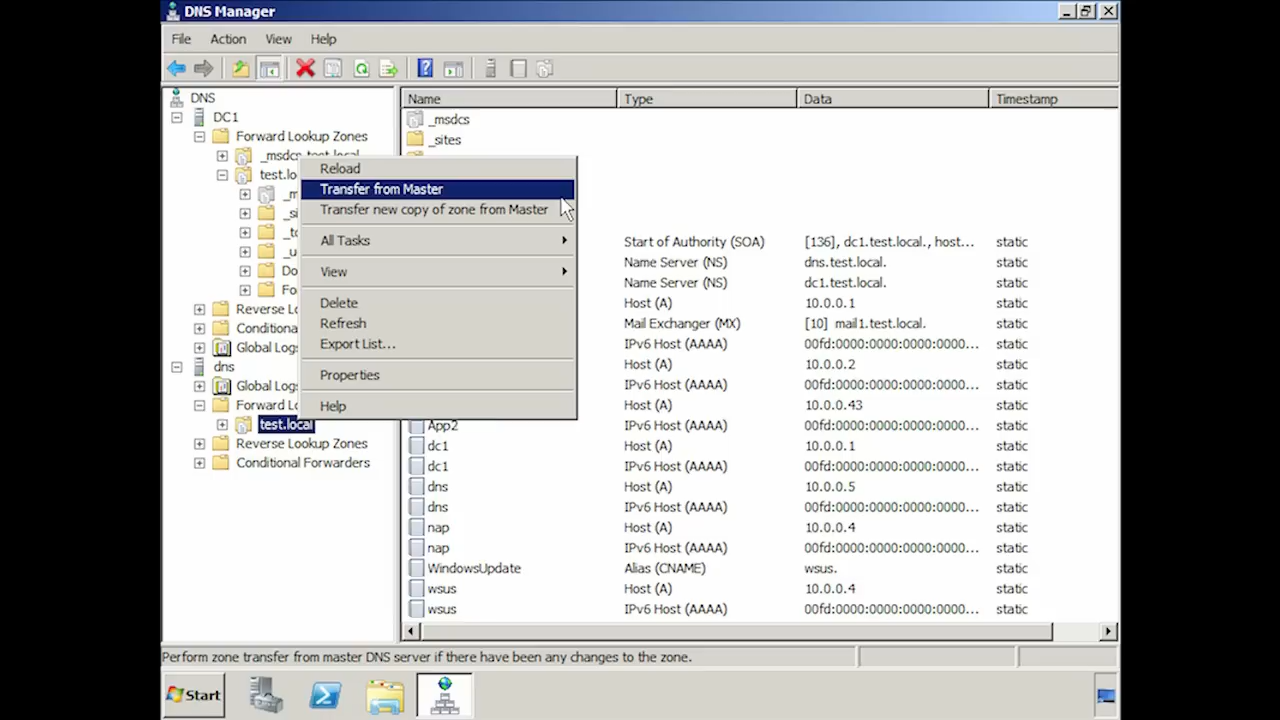 DNS Manager
File Action View Help
DNS
DC1
Forward Lookup Zones
_msdcs.test.local
test.lo
_m
_si
_tc
_u
Do
Fo
Reverse Lo
Conditiona
Global Logs
dns
Global Logs
Forward Lo
test.local
Reverse Lookup Zones
Conditional Forwarders
Reload
Transfer from Master
Transfer new copy of zone from Master
All Tasks
View
Delete
Refresh
Export List...
Properties
Help
Name Type Data Timestamp
_msdcs
_sites
Start of Authority (SOA) [136], dc1.test.local., host... static
Name Server (NS) dns.test.local. static
Name Server (NS) dc1.test.local. static
Host (A) 10.0.0.1 static
Mail Exchanger (MX) [10] mail1.test.local. static
IPv6 Host (AAAA) 00fd:0000:0000:0000... static
Host (A) 10.0.0.2 static
IPv6 Host (AAAA) 00fd:0000:0000:0000... static
Host (A) 10.0.0.43 static
App2 IPv6 Host (AAAA) 00fd:0000:0000:0000... static
dc1 Host (A) 10.0.0.1 static
dc1 IPv6 Host (AAAA) 00fd:0000:0000:0000... static
dns Host (A) 10.0.0.5 static
dns IPv6 Host (AAAA) 00fd:0000:0000:0000... static
nap Host (A) 10.0.0.4 static
nap IPv6 Host (AAAA) 00fd:0000:0000:0000... static
WindowsUpdate Alias (CNAME) wsus. static
wsus Host (A) 10.0.0.4 static
wsus IPv6 Host (AAAA) 00fd:0000:0000:0000... static
Perform zone transfer from master DNS server if there have been any changes to the zone.
Start